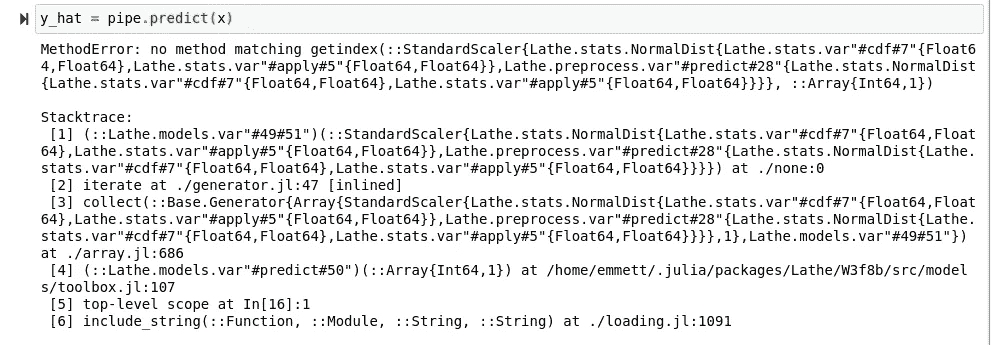 y_hat = pipe.predict(x)
MethodError: no method matching getindex(::StandardScaler{Lathe.stats.NormalDist{Lathe.stats.var"#cdf#7"{Float6
4,Float64},Lathe.stats.var"#apply#5"{Float64,Float64}},Lathe.preprocess.var"#predict#28"{Lathe.stats.NormalDist
{Lathe.stats.var"#cdf#7"{Float64,Float64},Lathe.stats.var"#apply#5"{Float64,Float64}}}}, ::Array{Int64,1})
Stacktrace:
[1] (::Lathe.models.var"#49#51")(::StandardScaler{Lathe.stats.NormalDist{Lathe.stats.var"#cdf#7"{Float64,Float
64},Lathe.stats.var"#apply#5"{Float64,Float64}},Lathe.preprocess.var"#predict#28"{Lathe.stats.NormalDist{Lathe.
stats.var"#cdf#7"{Float64,Float64},Lathe.stats.var"#apply#5"{Float64,Float64}}}}) at ./none:0
[2] iterate at ./generator.jl:47 [inlined]
[3] collect(::Base.Generator{Array{StandardScaler{Lathe.stats.NormalDist{Lathe.stats.var"#cdf#7"{Float64,Float
64},Lathe.stats.var"#apply#5"{Float64,Float64}},Lathe.preprocess.var"#predict#28"{Lathe.stats.NormalDist{Lathe.
stats.var"#cdf#7"{Float64,Float64},Lathe.stats.var"#apply#5"{Float64,Float64}}}},1},Lathe.models.var"#49#51"})
at ./array.jl:686
[4] (::Lathe.models.var"#predict#50")(::Array{Int64,1}) at /home/emmett/.julia/packages/Lathe/W3f8b/src/model
s/toolbox.jl:107
[5] top-level scope at In[16]:1
[6] include_string(::Function, ::Module, ::String, ::String) at ./loading.jl:1091